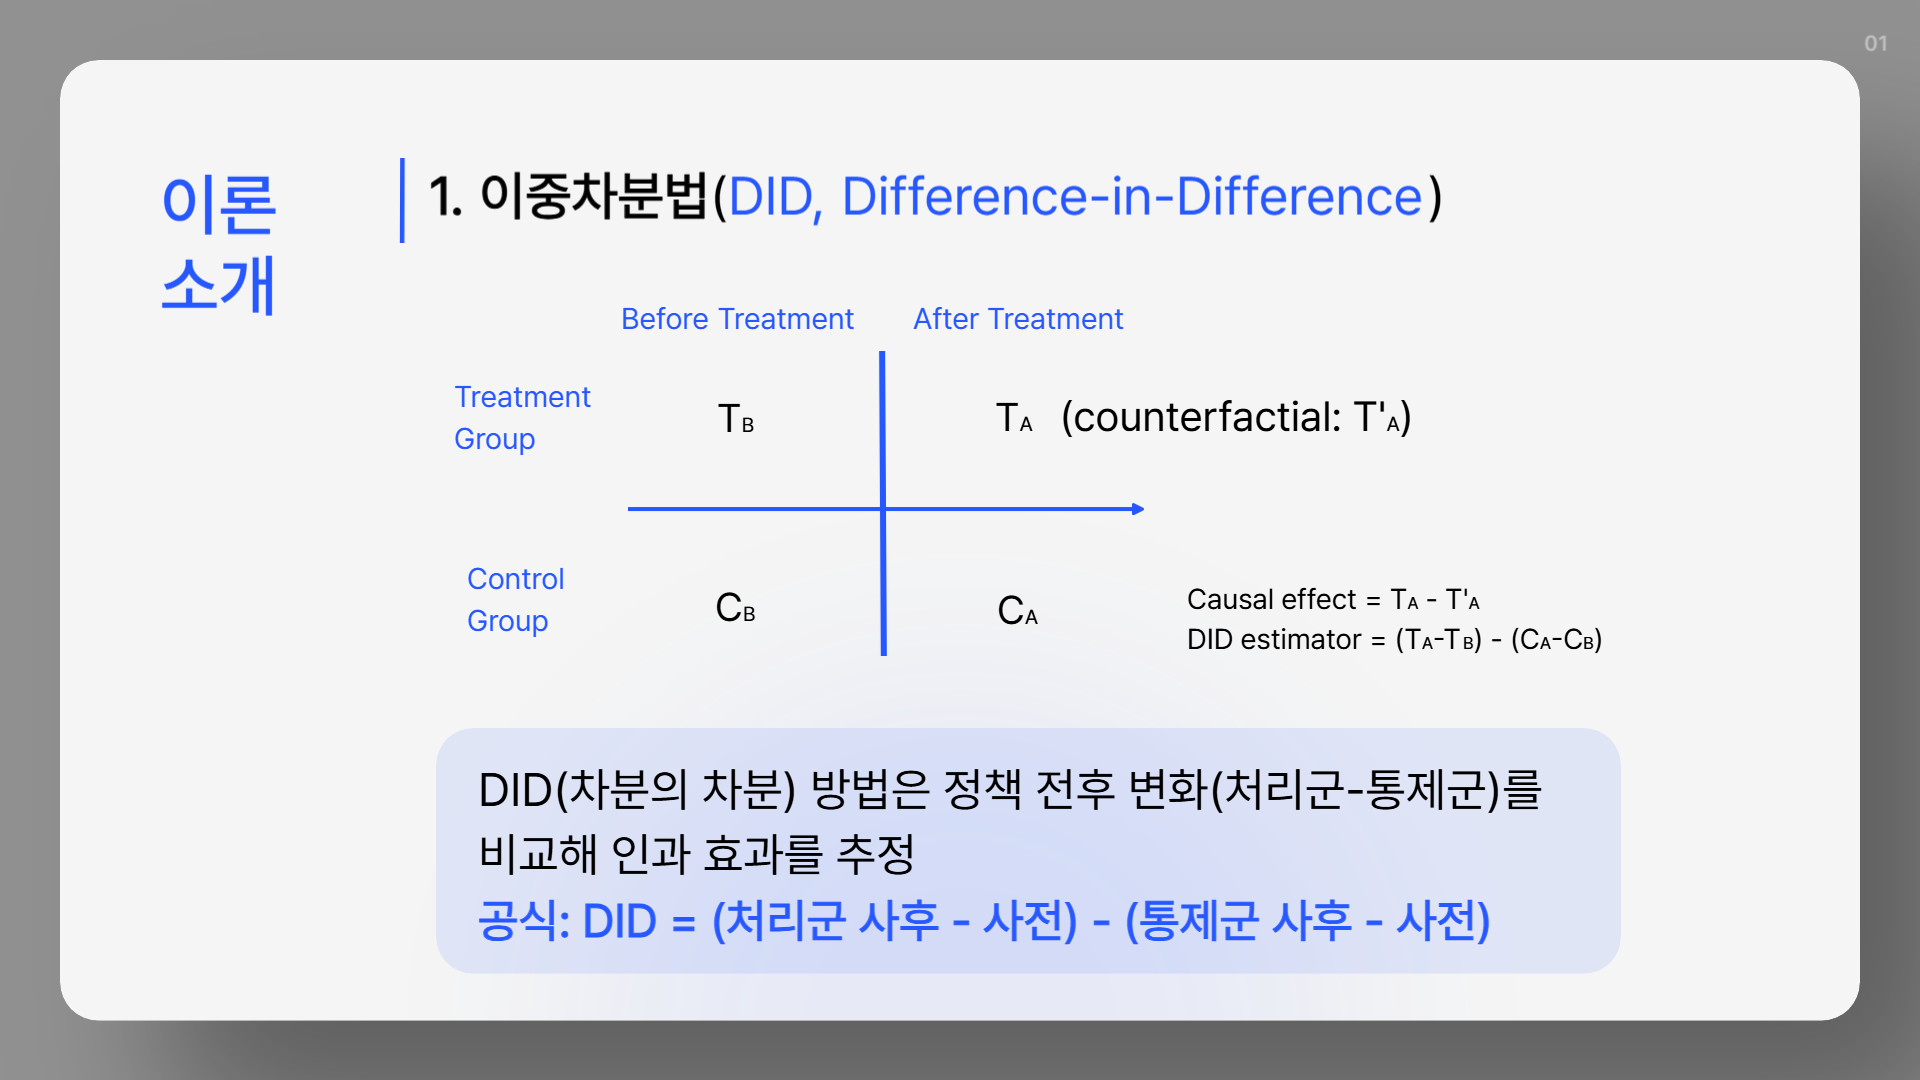 01
이론
소개
1. 이중차분법(DID, Difference-in-Difference)
Before Treatment After Treatment
Treatment
Group
TB TA (counterfactial: T'A)
Control
Group
CB CA
Causal effect = TA - T'A
DID estimator = (TA-TB) - (CA-CB)
DID(차분의 차분) 방법은 정책 전후 변화(처리군-통제군)를
비교해 인과 효과를 추정
공식: DID = (처리군 사후 - 사전) - (통제군 사후 - 사전)